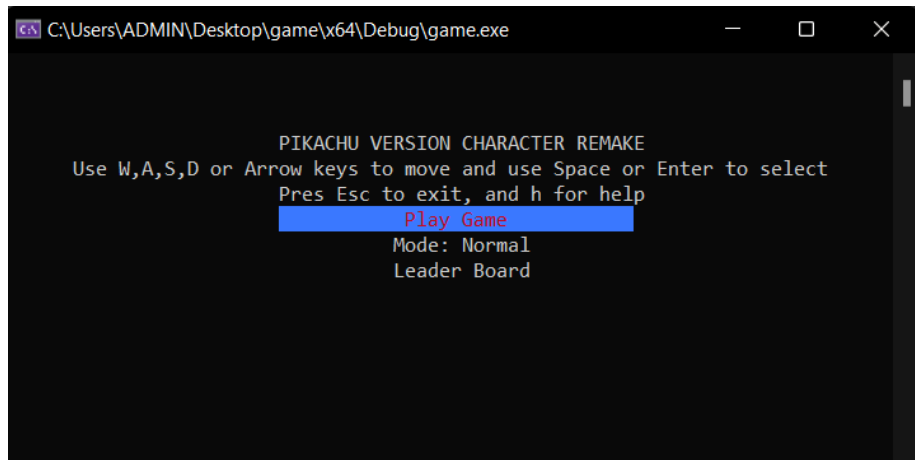 C:\Users\ADMIN\Desktop\game\x64\Debug\game.exe
PIKACHU VERSION CHARACTER REMAKE
Use W,A,S,D or Arrow keys to move and use Space or Enter to select
Pres Esc to exit, and h for help
Play Game
Mode: Normal
Leader Board